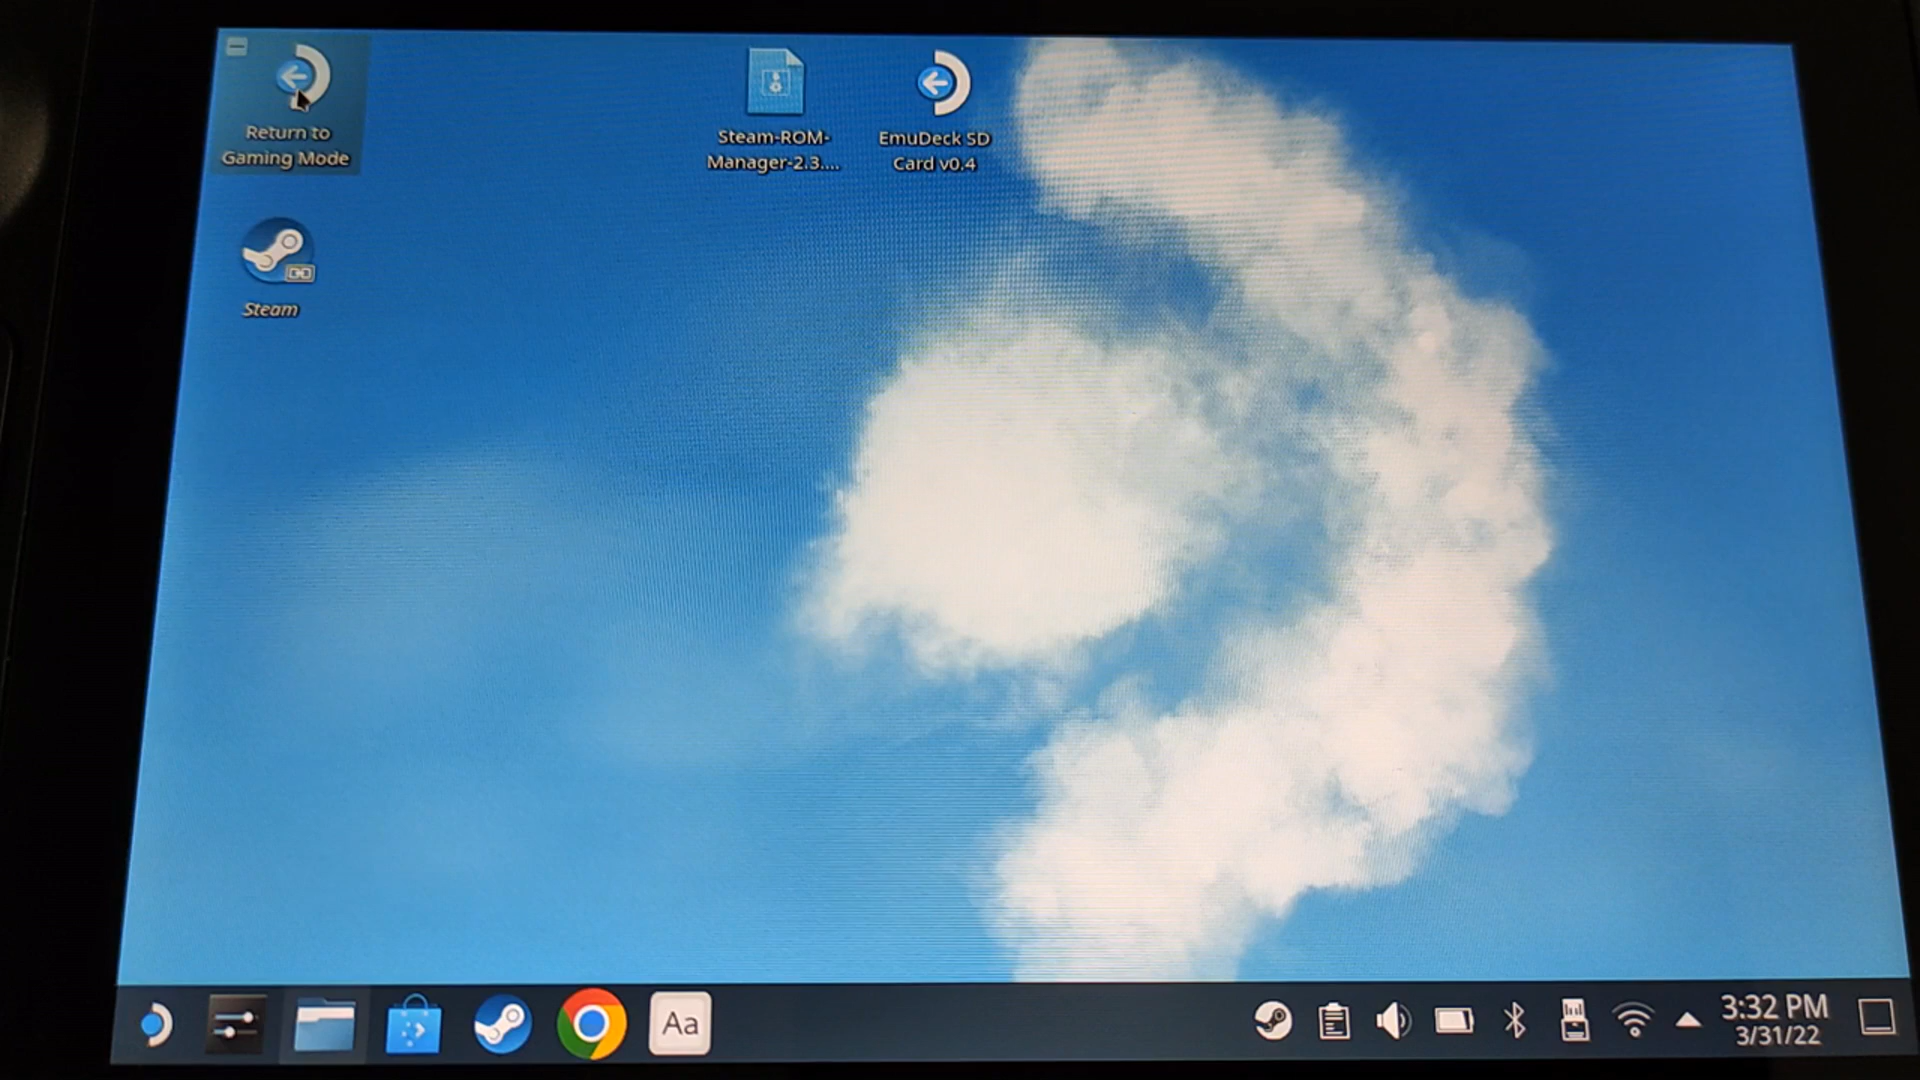 Return to
Gaming Mode
Steam-ROM-
Manager-2.3....
EmuDeck SD
Card v0.4
Steam
Aa
3:32 PM
3/31/22